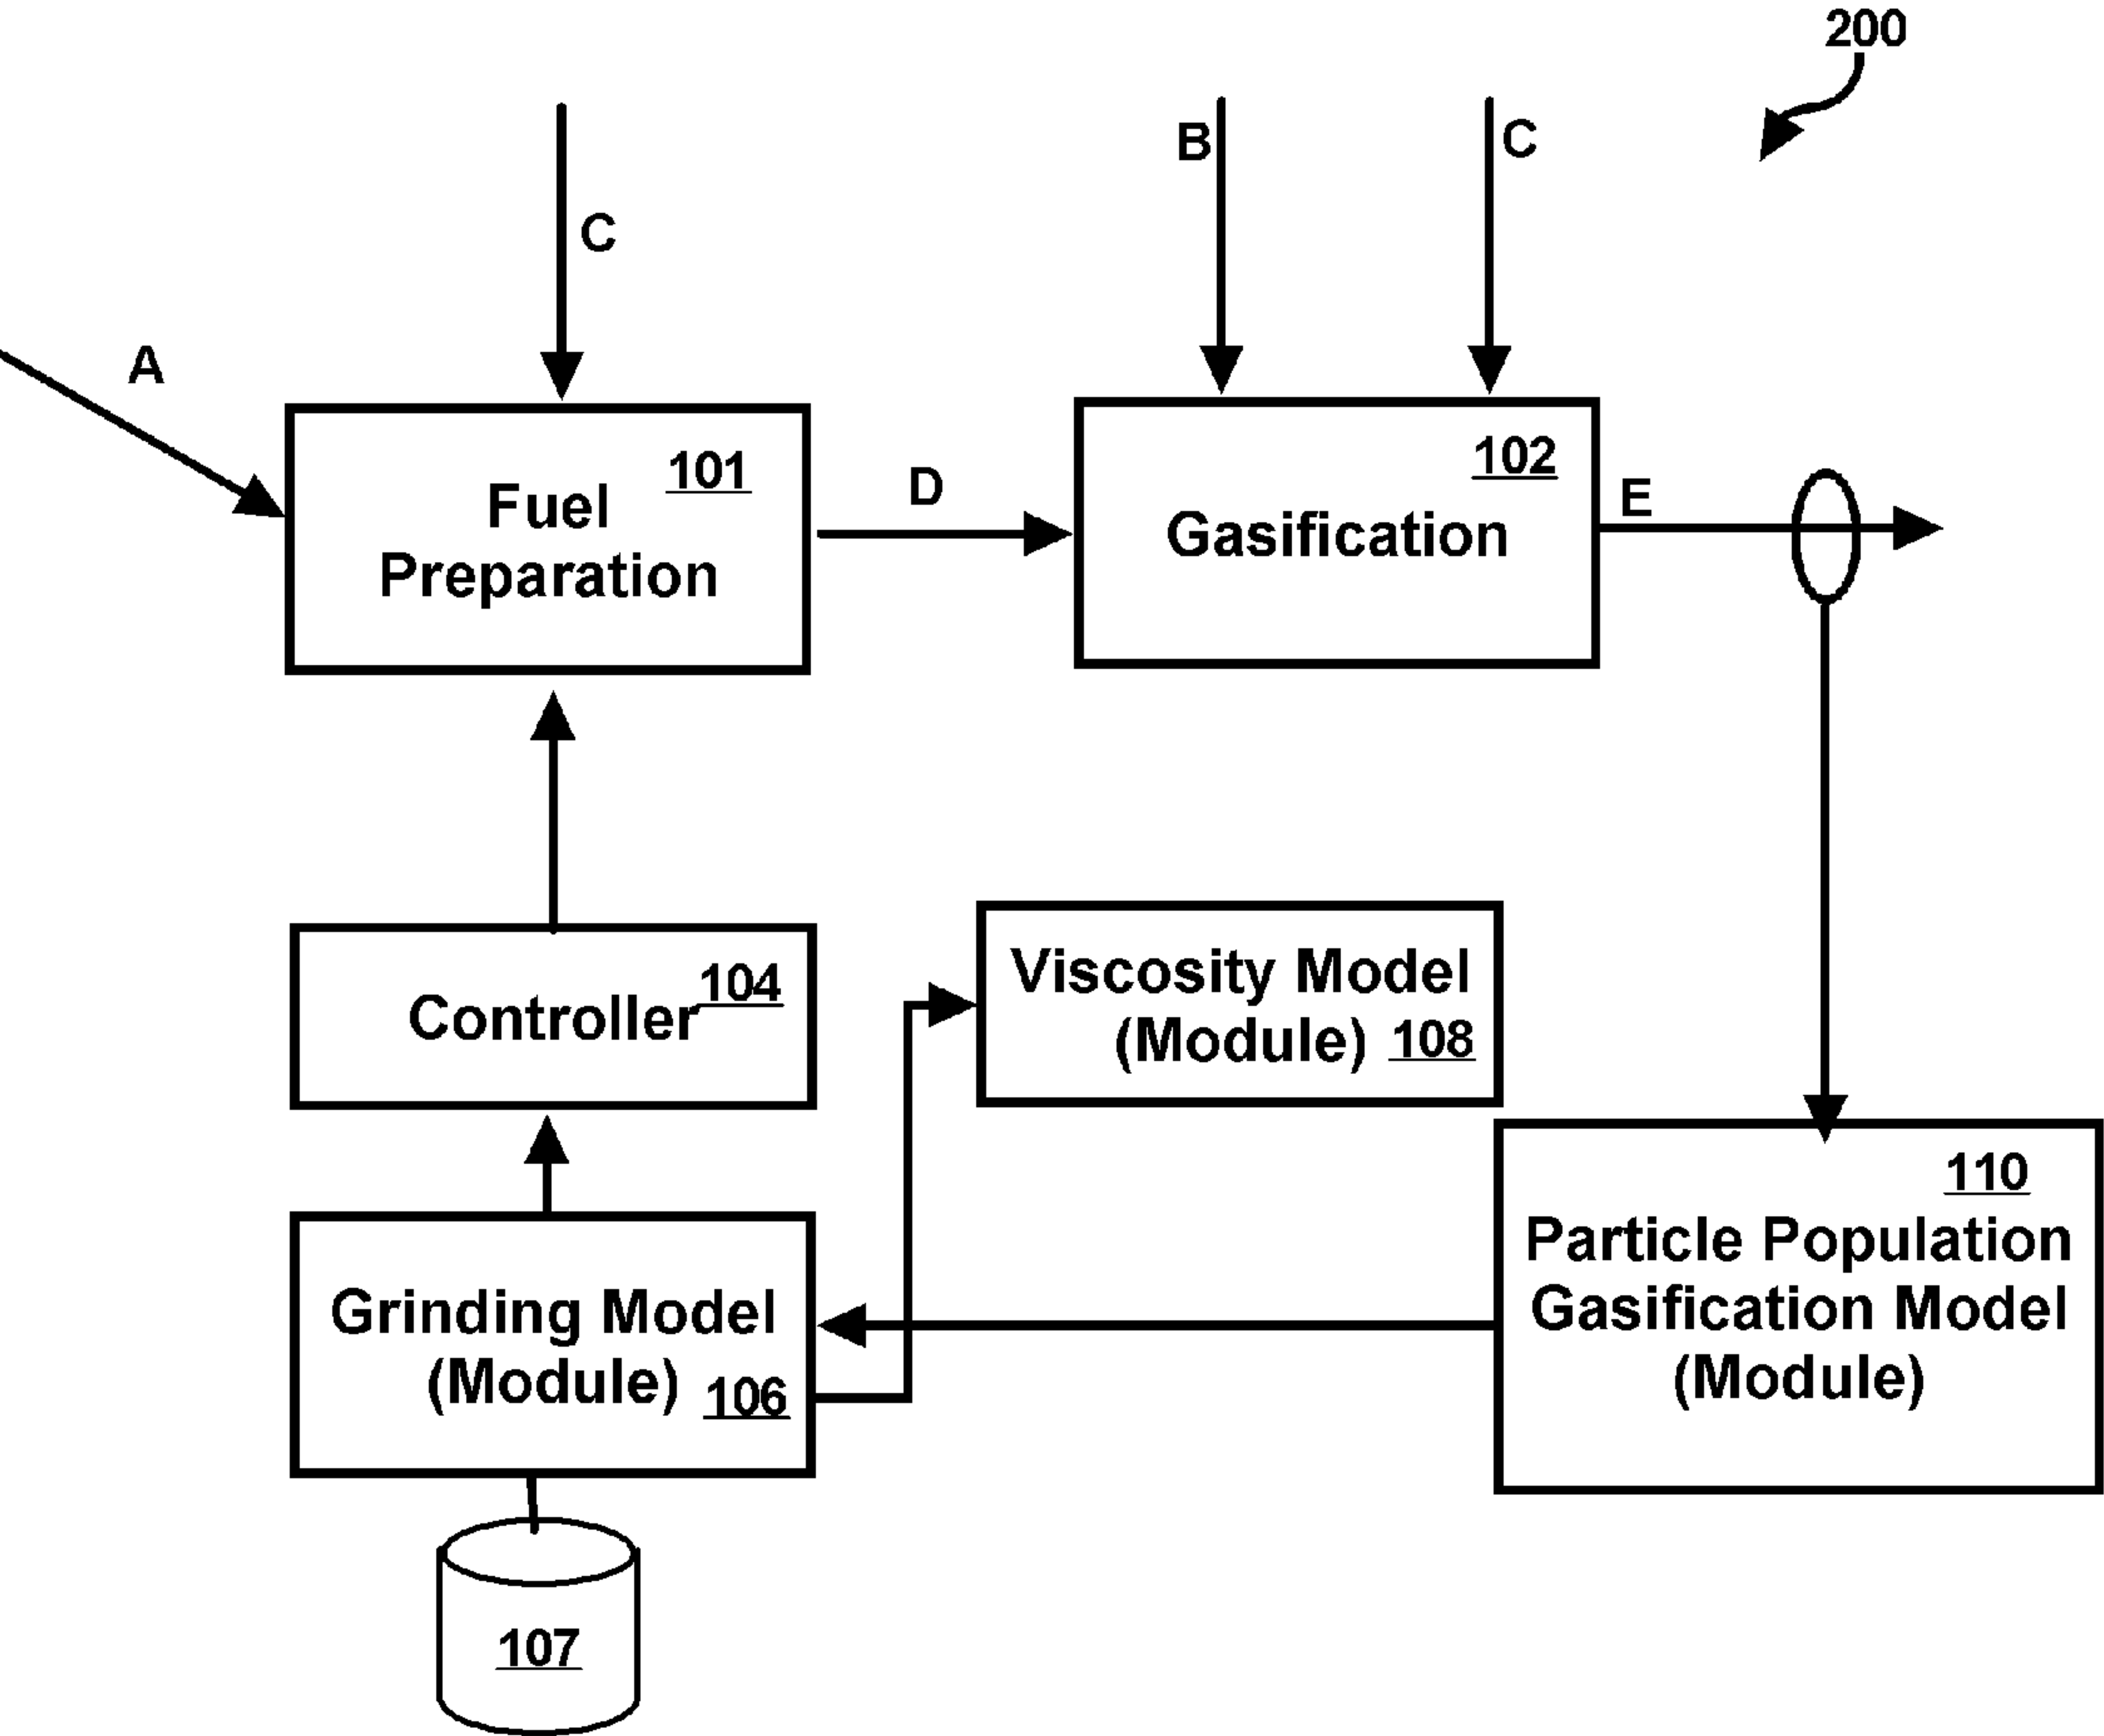 200
C
B
C
A
101
Fuel
Preparation
D
102
Gasification
E
Controller 104
Viscosity Model
(Module) 108
110
Particle Population
Gasification Model
(Module)
Grinding Model
(Module) 106
107